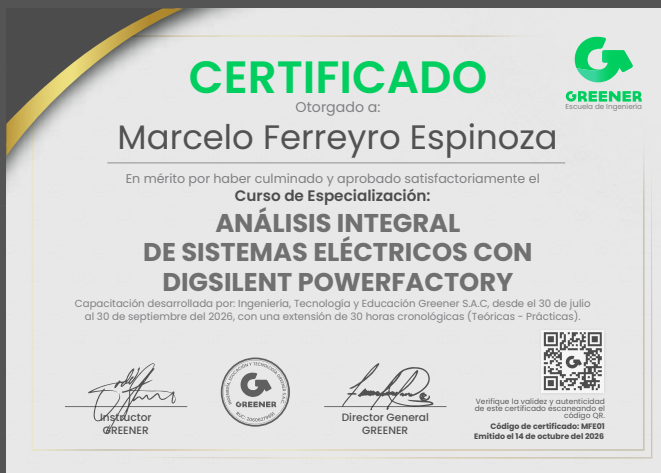 CERTIFICADO
Otorgado a:
GREENER
Escuela de Ingeniería
Marcelo Ferreyro Espinoza
En mérito por haber culminado y aprobado satisfactoriamente el
Curso de Especialización:
ANÁLISIS INTEGRAL
DE SISTEMAS ELÉCTRICOS CON
DIGSILENT POWERFACTORY
Capacitación desarrollada por: Ingeniería, Tecnología y Educación Greener S.A.C, desde el 30 de julio
al 30 de septiembre del 2026, con una extensión de 30 horas cronológicas (Teóricas - Prácticas).
Instructor
GREENER
GREENER
Director General
GREENER
Verifique la validez y autenticidad
de este certificado escaneando el
código QR.
Código de certificado: MFE01
Emitido el 14 de octubre del 2026